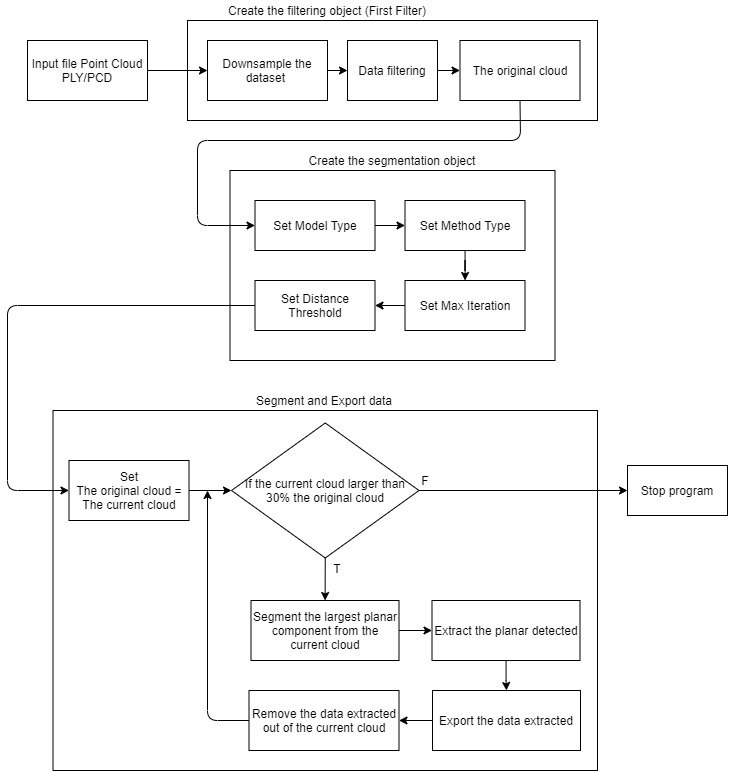 Create the filtering object (First Filter)
Input file Point Cloud
PLY/PCD
Downsample the
dataset
Data filtering
The original cloud
Create the segmentation object
Set Model Type
Set Method Type
Set Distance
Threshold
Set Max Iteration
Segment and Export data
Set
The original cloud =
The current cloud
If the current cloud larger than
30% the original cloud
F
Stop program
T
Segment the largest planar
component from the
current cloud
Extract the planar detected
Remove the data extracted
out of the current cloud
Export the data extracted